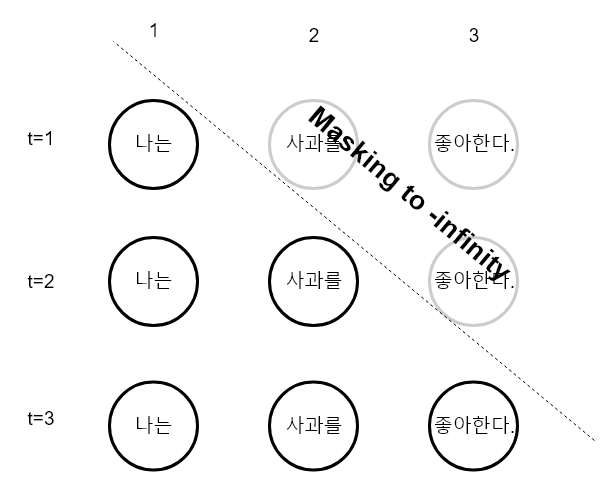 1 2 3
t=1 나는 사과를 좋아한다.
Masking to -infinity
t=2 나는 사과를 좋아한다.
t=3 나는 사과를 좋아한다.